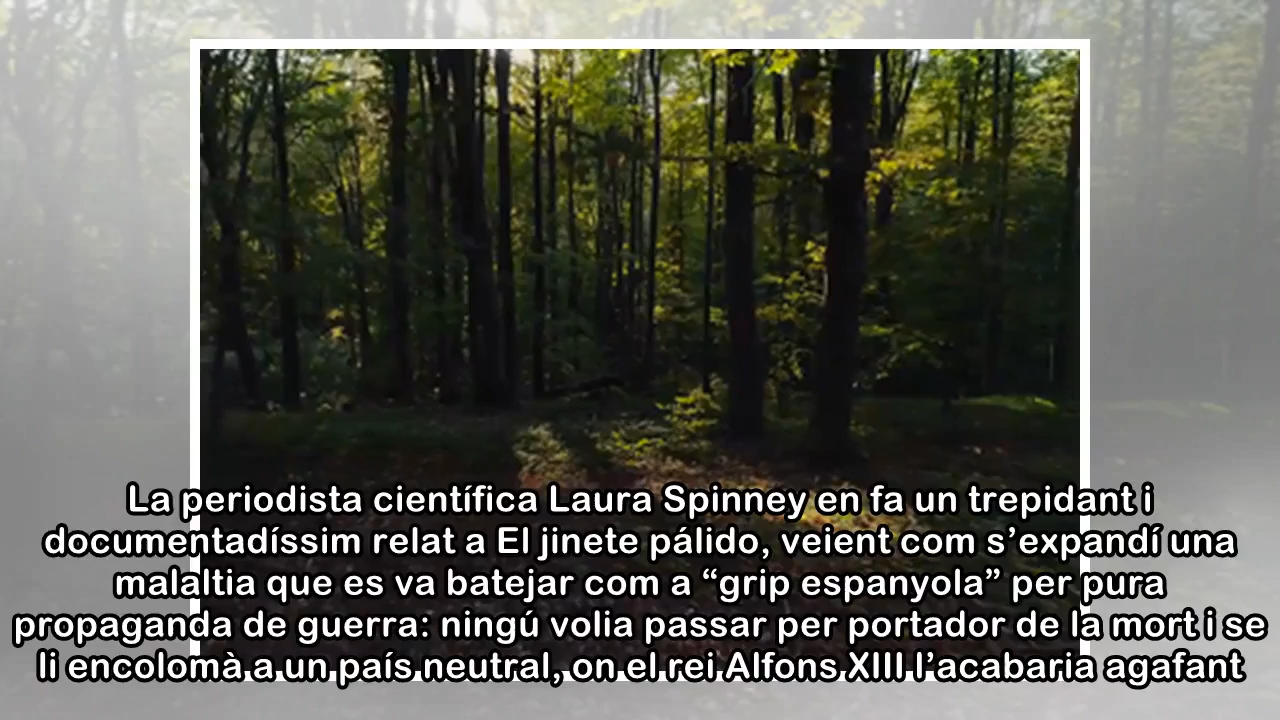 La periodista científica Laura Spinney en fa un trepidant i
documentadíssim relat a El jinete pálido, veient com s’expandí una
malaltia que es va batejar com a “grip espanyola” per pura
propaganda de guerra: ningú volia passar per portador de la mort i se
li encolomà a un país neutral, on el rei Alfons XIII l’acabaria agafant